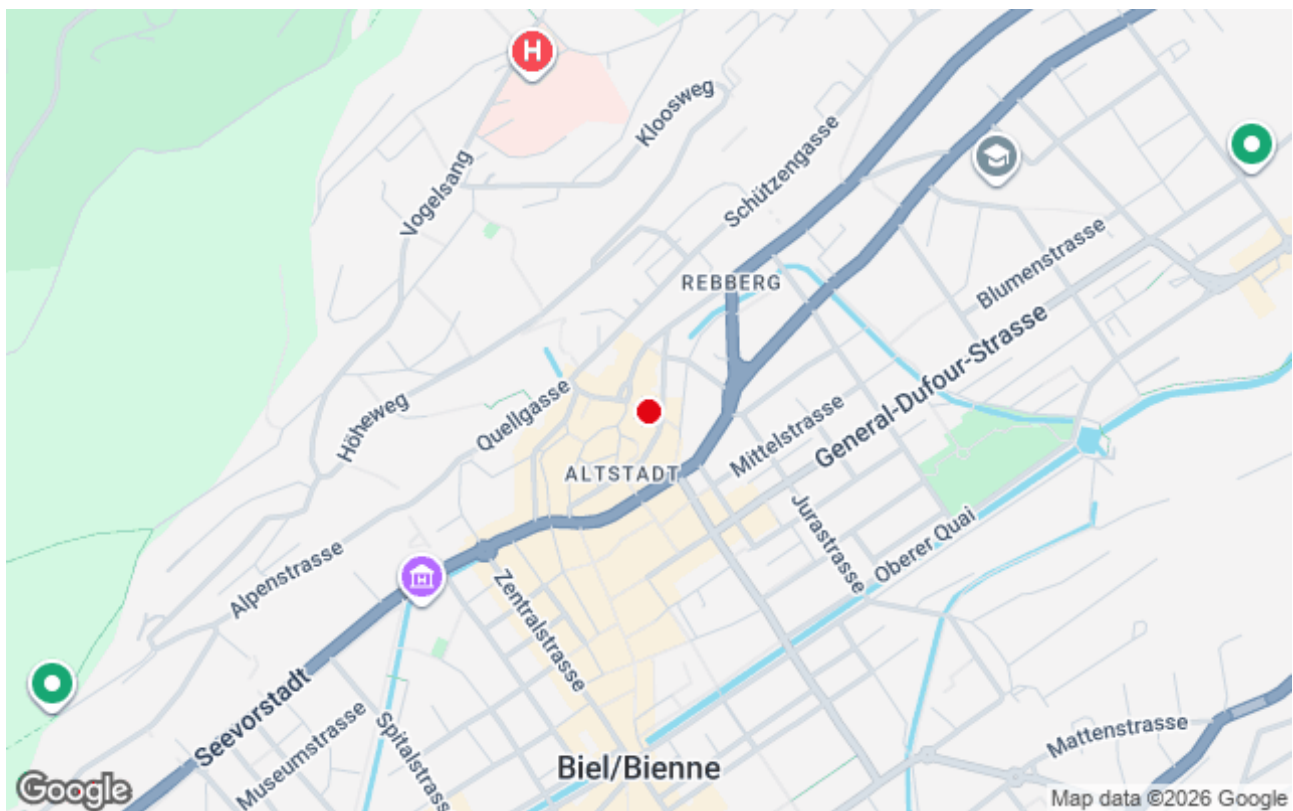 H
Kloosweg
Vogelsang
Schützengasse
REBBERG
Blumenstrasse
General-Dufour-Strasse
Höheweg
Quellgasse
Mittelstrasse
ALTSTADT
Jurastrasse
Oberer Quai
Alpenstrasse
Zentralstrasse
Seevorstadt
Museumstrasse
Spitalstrasse
Mattenstrasse
Biel/Bienne
Google
Map data ©2026 Google